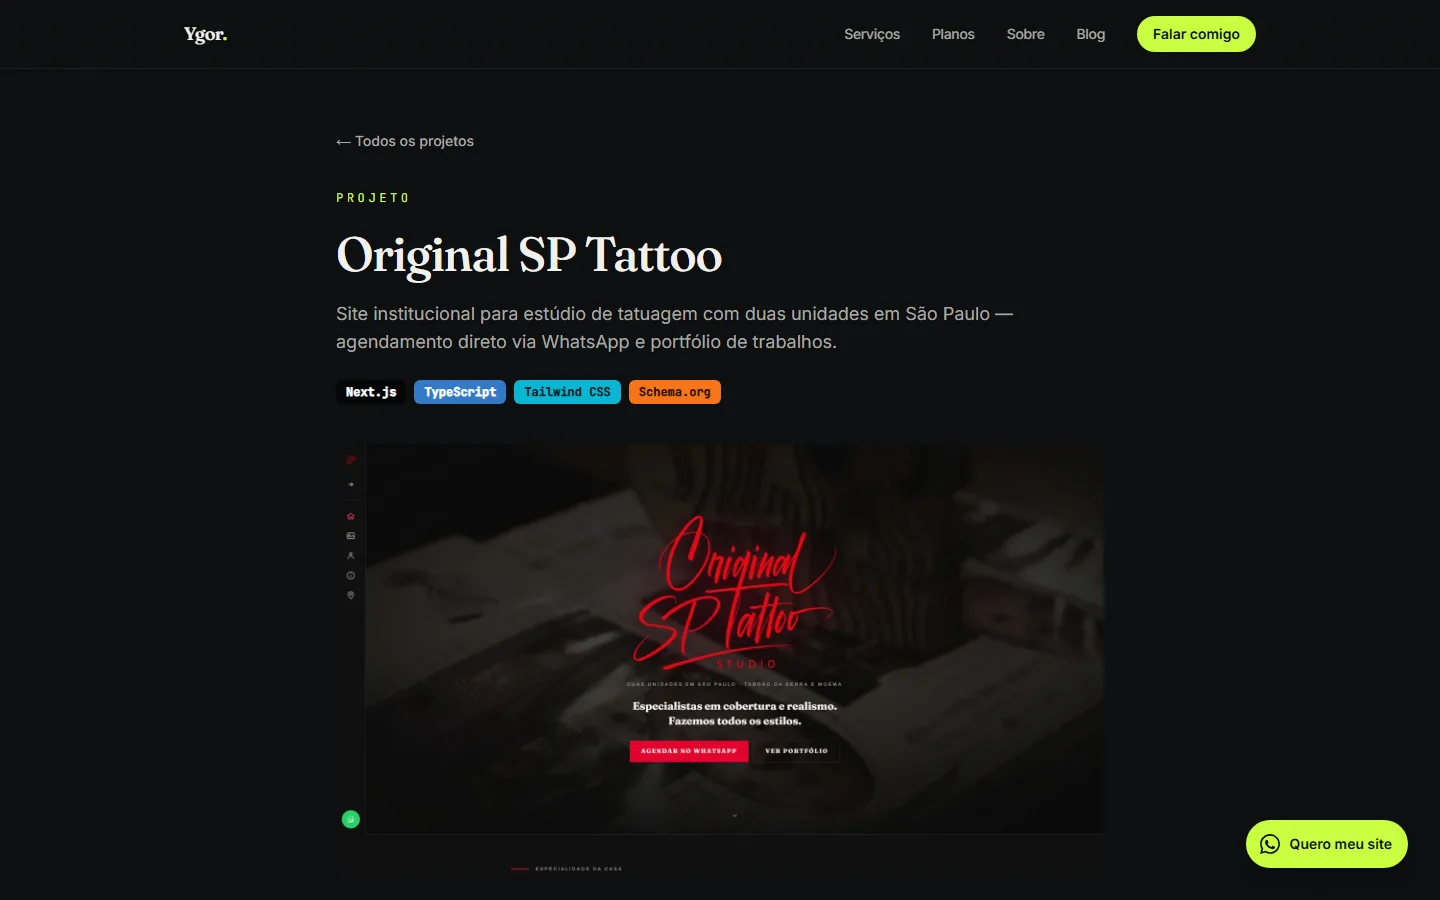 Ygor.
Serviços
Planos
Sobre
Blog
Falar comigo
← Todos os projetos
PROJETO
Original SP Tattoo
Site institucional para estúdio de tatuagem com duas unidades em São Paulo —
agendamento direto via WhatsApp e portfólio de trabalhos.
Next.js
TypeScript
Tailwind CSS
Schema.org
Original
SP Tattoo
STUDIO
DUAS UNIDADES EM SÃO PAULO TABOÃO DA SERRA E MOEMA
Especialistas em cobertura e realismo.
Fazemos todos os estilos.
AGENDAR NO WHATSAPP
VER PORTFÓLIO
ESPECIALIDADE DA CASA
Quero meu site